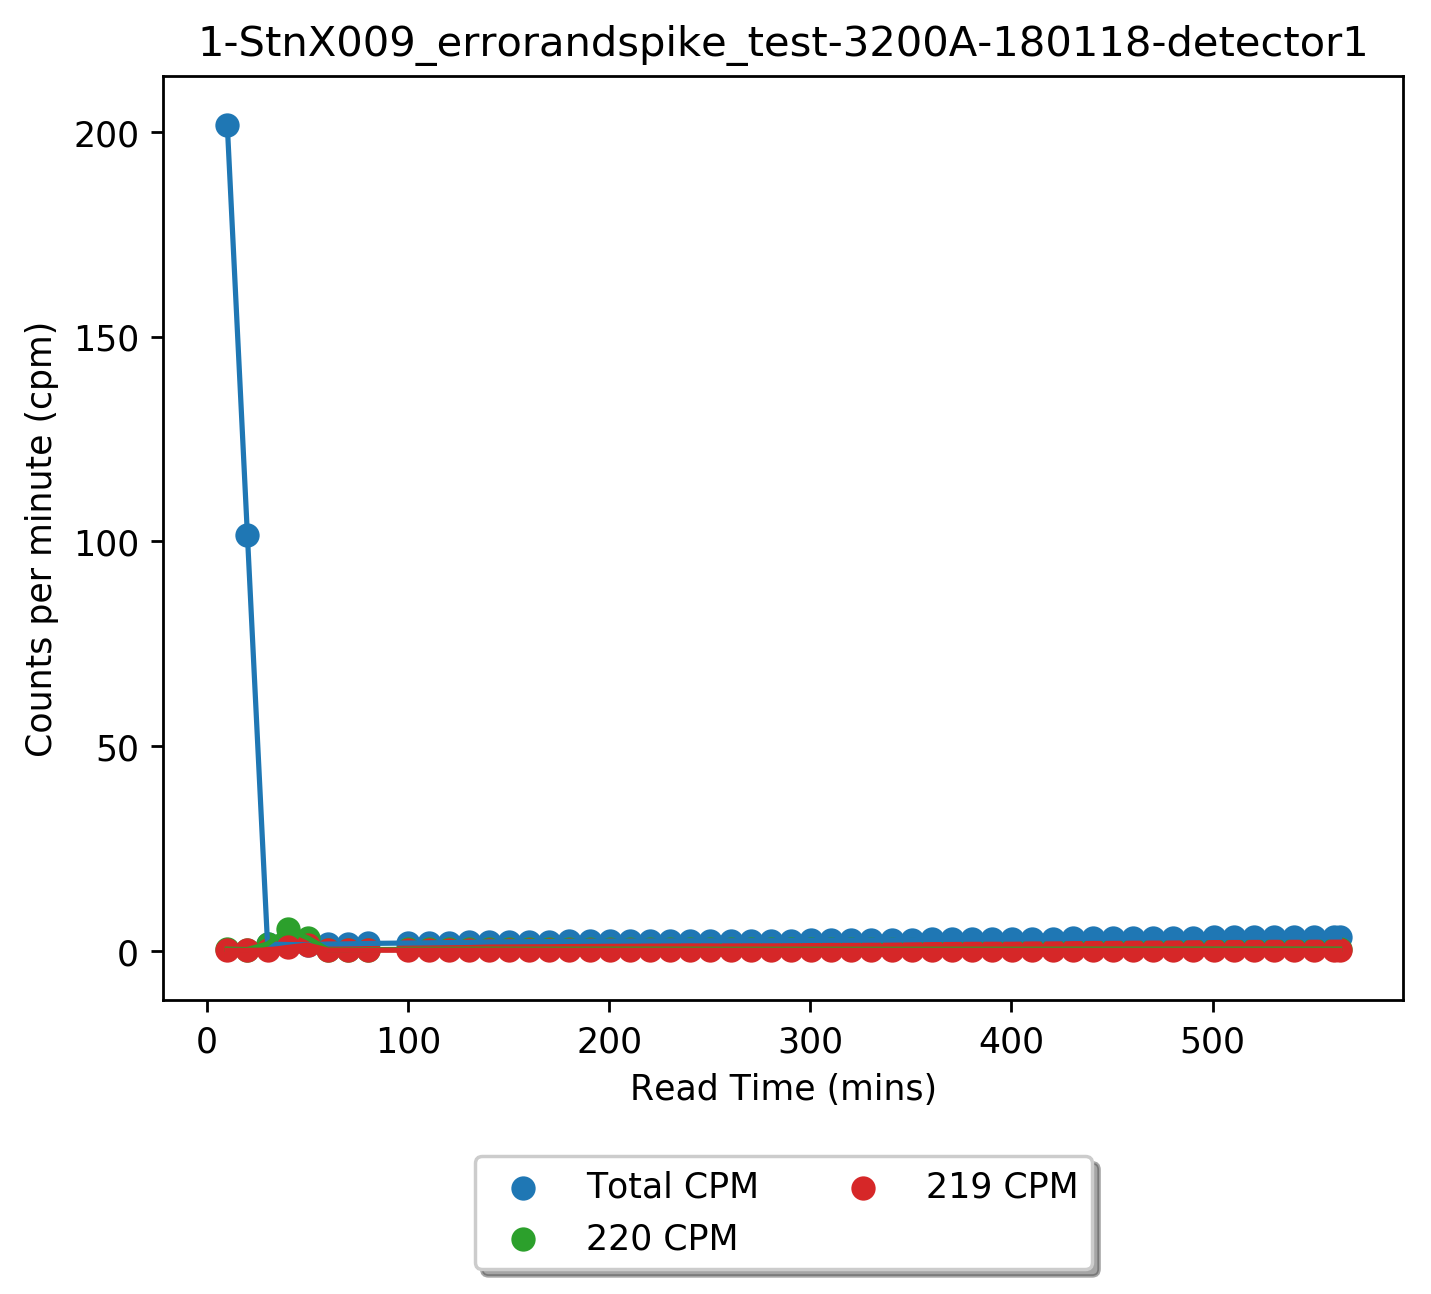 1-StnX009_errorandspike_test-3200A-180118-detector1
Counts per minute (cpm)
200
150
100
50
0
0 100 200 300 400 500
Read Time (mins)
Total CPM 219 CPM
220 CPM